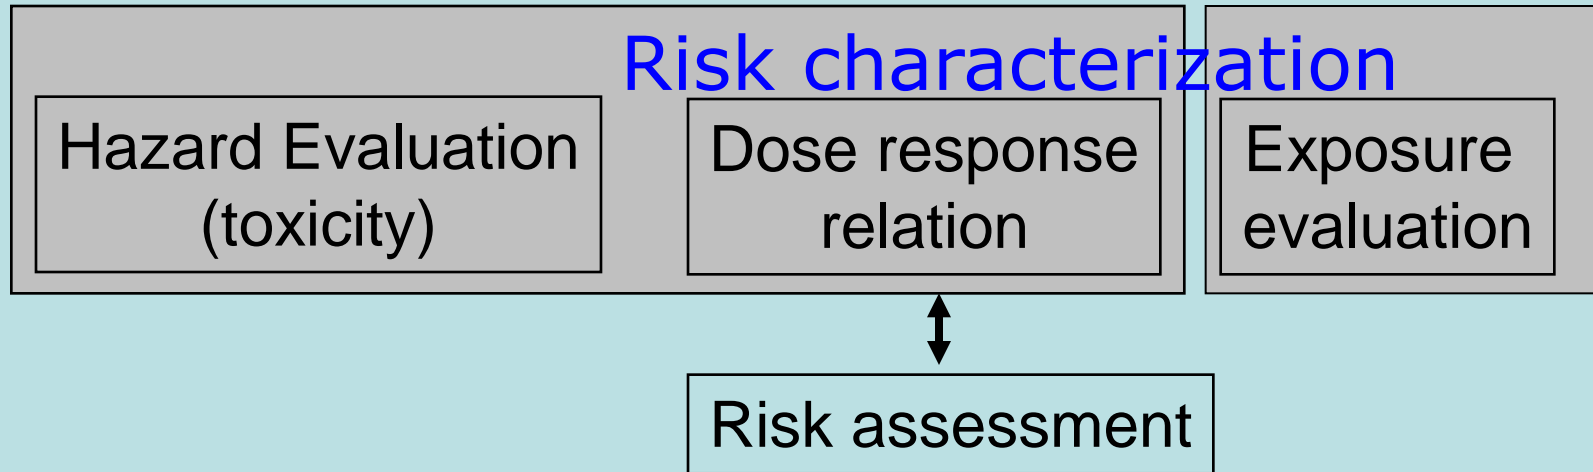 Risk characterization
Hazard Evaluation
(toxicity)
Dose response
relation
Exposure
evaluation
Risk assessment